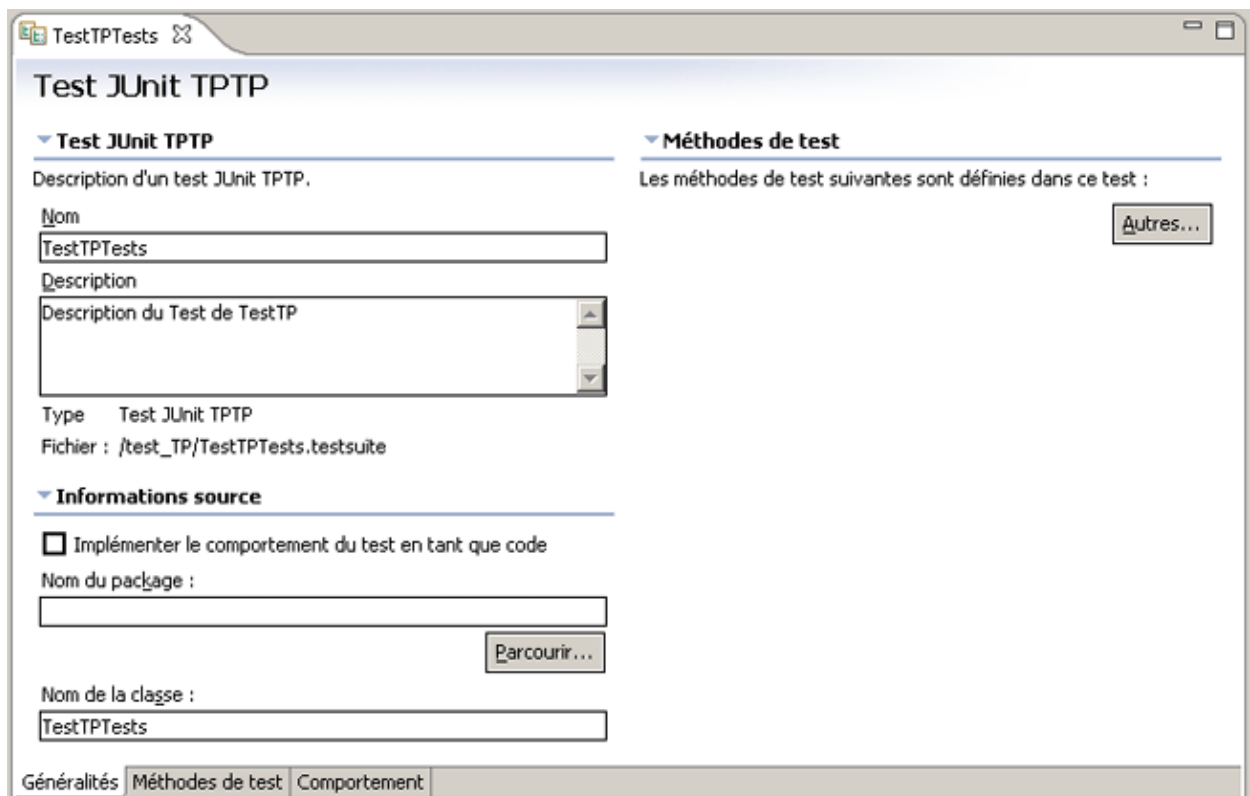 TestTPTests
Test JUnit TPTP
Test JUnit TPTP
Description d'un test JUnit TPTP.
Nom
TestTPTests
Description
Description du Test de TestTP
Type Test JUnit TPTP
Fichier : /test_TP/TestTPTests.testsuite
Informations source
Implémenter le comportement du test en tant que code
Nom du package :
Parcourir...
Nom de la classe :
TestTPTests
Méthodes de test
Les méthodes de test suivantes sont définies dans ce test :
Autres...
Généralités Méthodes de test Comportement